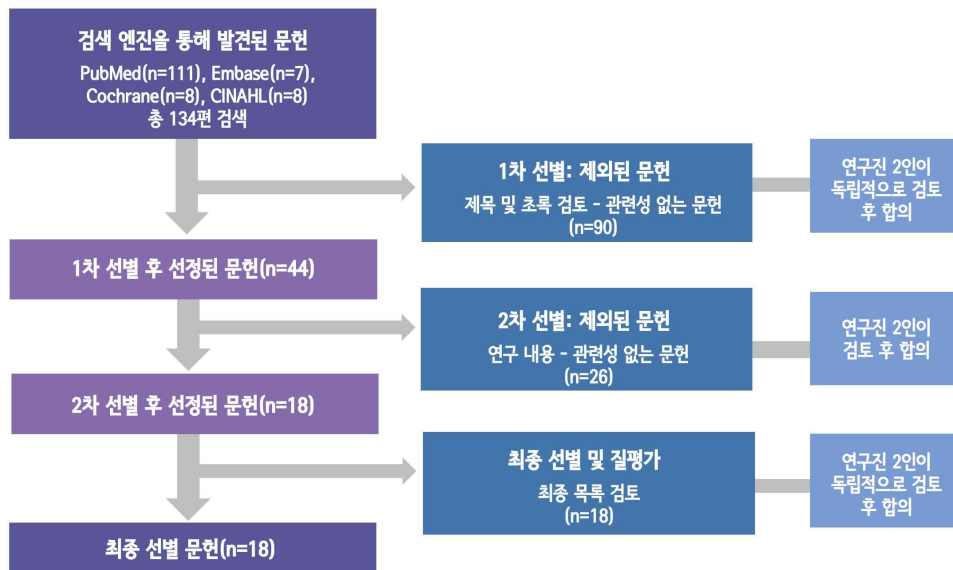 검색 엔진을 통해 발견된 문헌
PubMed(n=111), Embase(n=7),
Cochrane(n=8), CINAHL(n=8)
총 134편 검색
1차 선별: 제외된 문헌
제목 및 초록 검토 - 관련성 없는 문헌
(n=90)
연구진 2인이
독립적으로 검토
후 합의
1차 선별 후 선정된 문헌(n=44)
2차 선별: 제외된 문헌
연구 내용 - 관련성 없는 문헌
(n=26)
연구진 2인이
검토 후 합의
2차 선별 후 선정된 문헌(n=18)
최종 선별 및 질평가
최종 목록 검토
(n=18)
연구진 2인이
독립적으로 검토
후 합의
최종 선별 문헌(n=18)